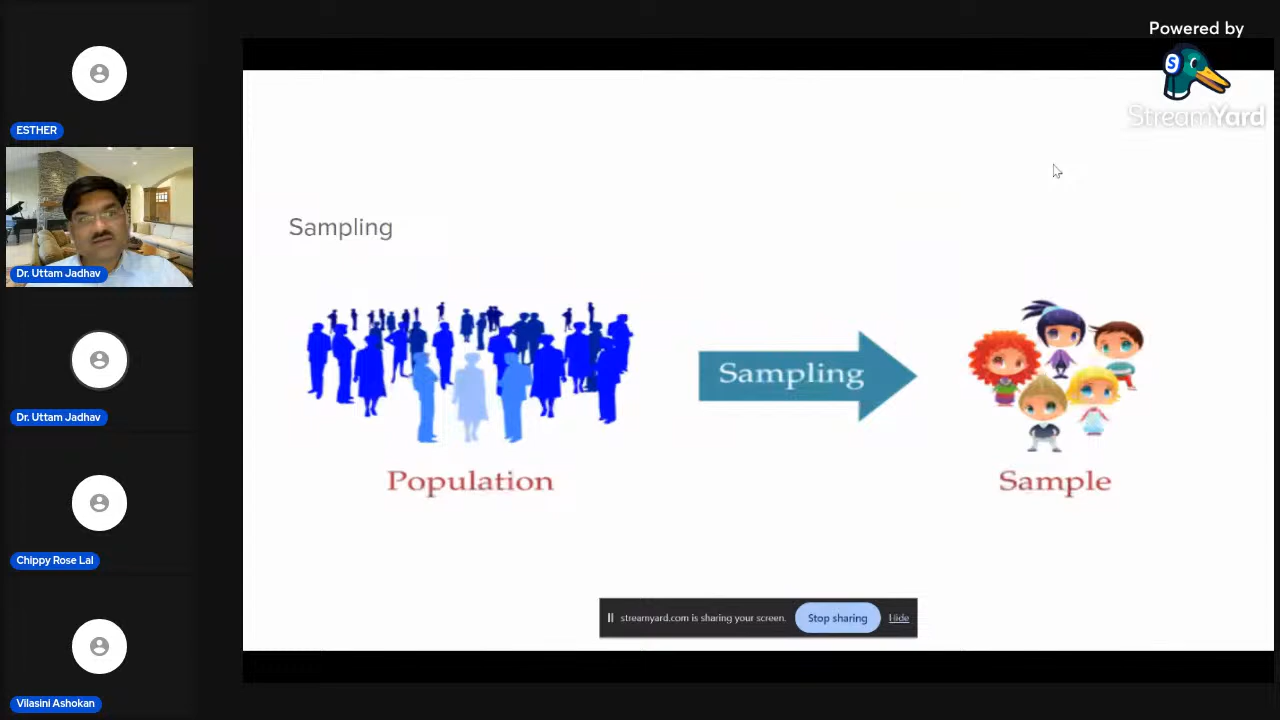 Powered by
StreamYard
ESTHER
Dr. Uttam Jadhav
Dr. Uttam Jadhav
Chippy Rose Lal
Vilasini Ashokan
Sampling
Sampling
Population
Sample
streamyard.com is sharing your screen.
Stop sharing
Hide
S